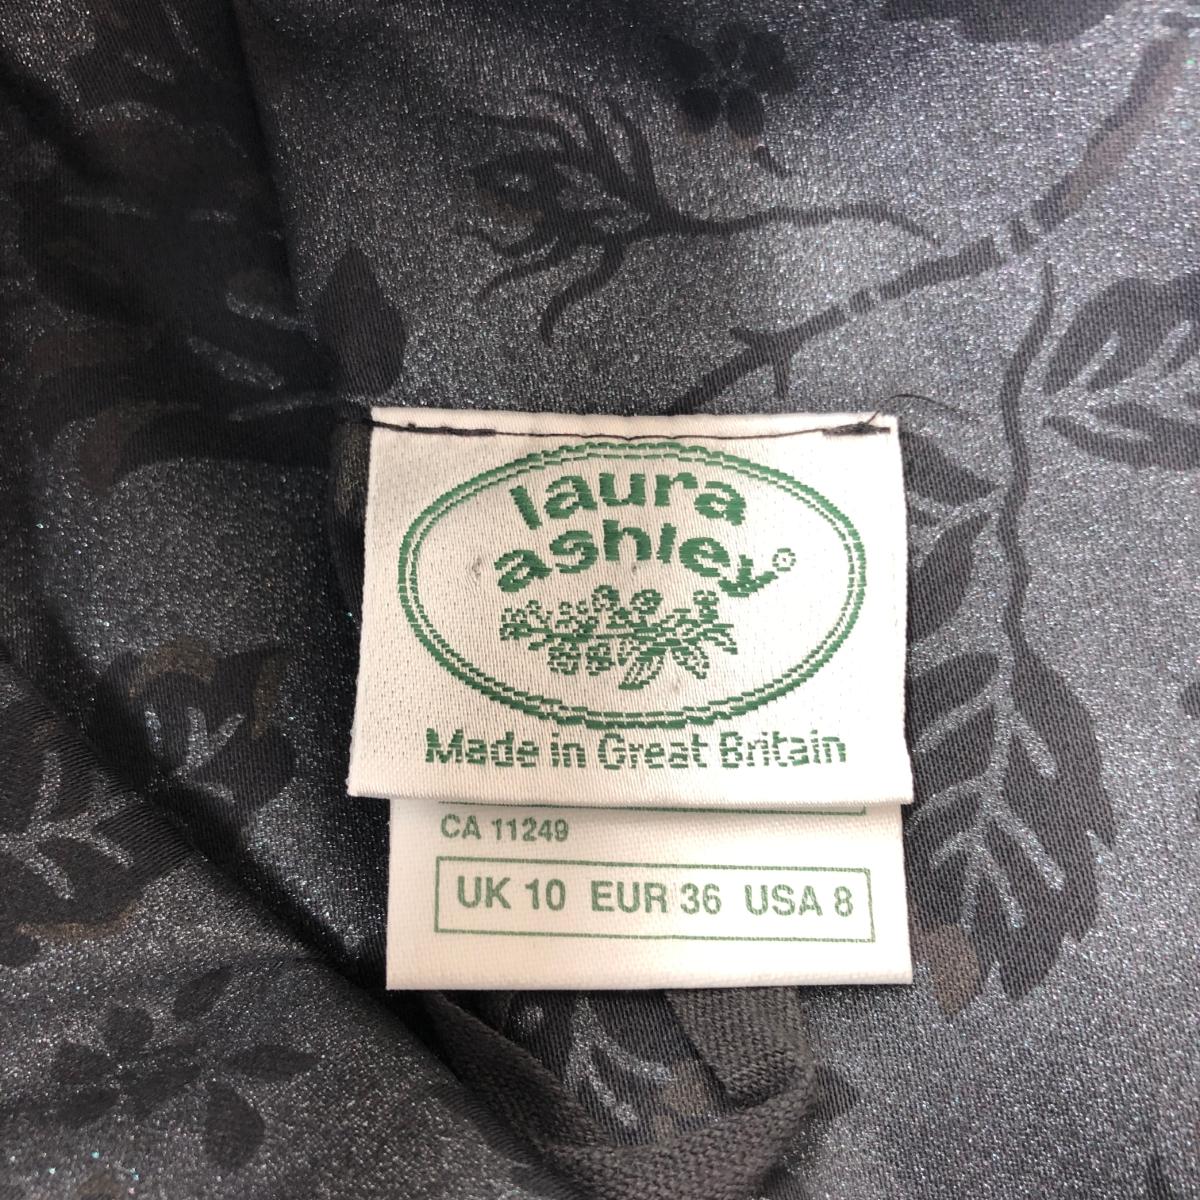 laura
ashley®
Made in Great Britain
CA 11249
UK 10 EUR 36 USA 8